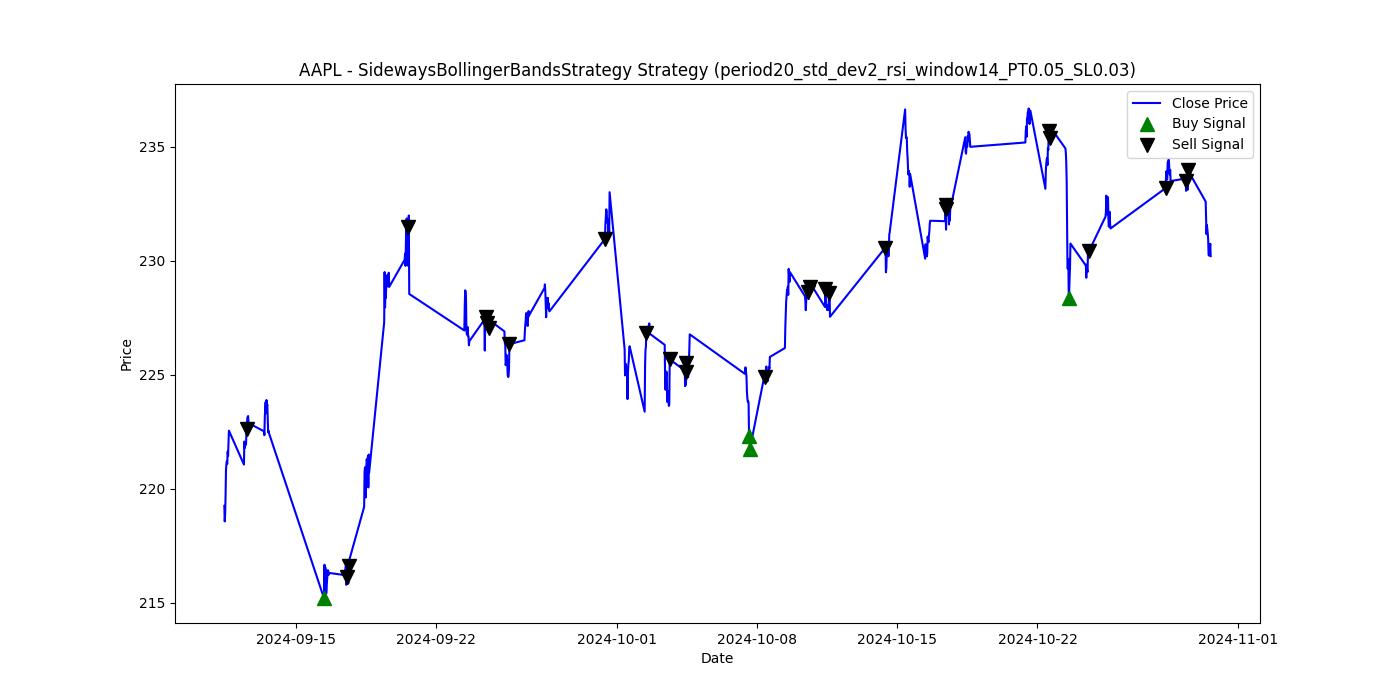 AAPL - SidewaysBollingerBandsStrategy Strategy (period20_std_dev2_rsi_window14_PT0.05_SL0.03)
Close Price
Buy Signal
Sell Signal
Price
235
230
225
220
215
2024-09-15
2024-09-22
2024-10-01
2024-10-08
2024-10-15
2024-10-22
2024-11-01
Date